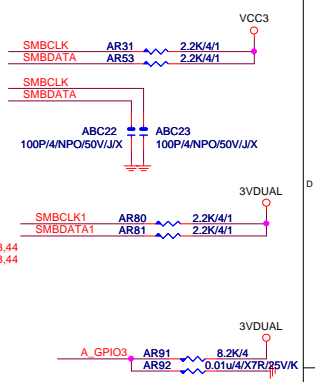 VCC3
SMBCLK AR31 2.2K/4/1
SMBDATA AR53 2.2K/4/1
SMBCLK
SMBDATA
ABC22 ABC23
100P/4/NPO/50V/J/X 100P/4/NPO/50V/J/X
D
3VDUAL
SMBCLK1 AR80 2.2K/4/1
SMBDATA1 AR81 2.2K/4/1
,44
,44
3VDUAL
A_GPIO3 AR91 8.2K/4
AR92 0.01u/4/X7R/25V/K